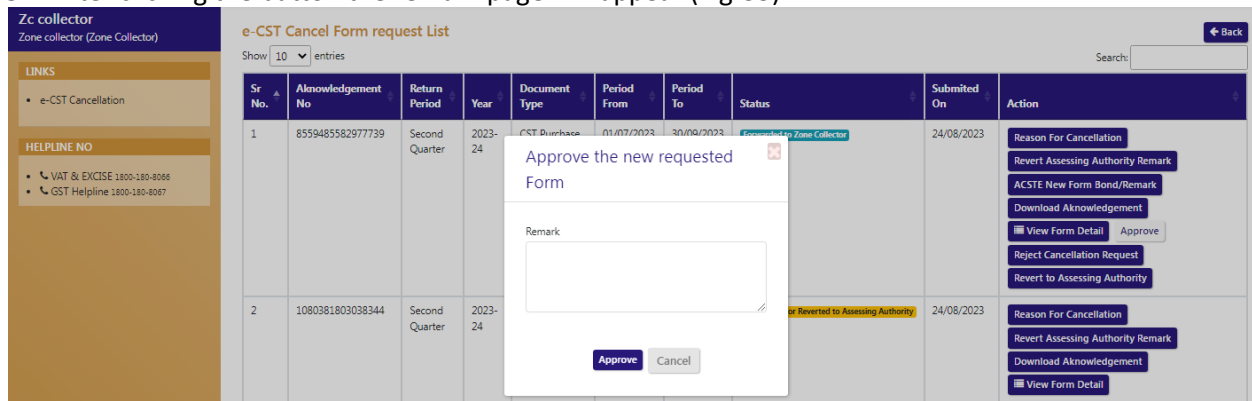 Zc collector
Zone collector (Zone Collector)
LINKS
e-CST Cancellation
HELPLINE NO
VAT & EXCISE 1800-180-8066
GST Helpline 1800-180-8067
e-CST Cancel Form request List
Back
Show 10 entries
Search:
Sr No. Aknowledgement No Return Period Year Document Type Period From Period To Status Submited On Action
1 8559485582977739 Second Quarter 2023-24 CST Purchase 01/07/2023 30/09/2023 Forwarded to Zone Collector 24/08/2023
Reason For Cancellation
Revert Assessing Authority Remark
ACSTE New Form Bond/Remark
Download Aknowledgement
View Form Detail Approve
Reject Cancellation Request
Revert to Assessing Authority
Approve the new requested
Form
Remark
Approve Cancel
2 1080381803038344 Second Quarter 2023-24 or Reverted to Assessing Authority 24/08/2023
Reason For Cancellation
Revert Assessing Authority Remark
Download Aknowledgement
View Form Detail